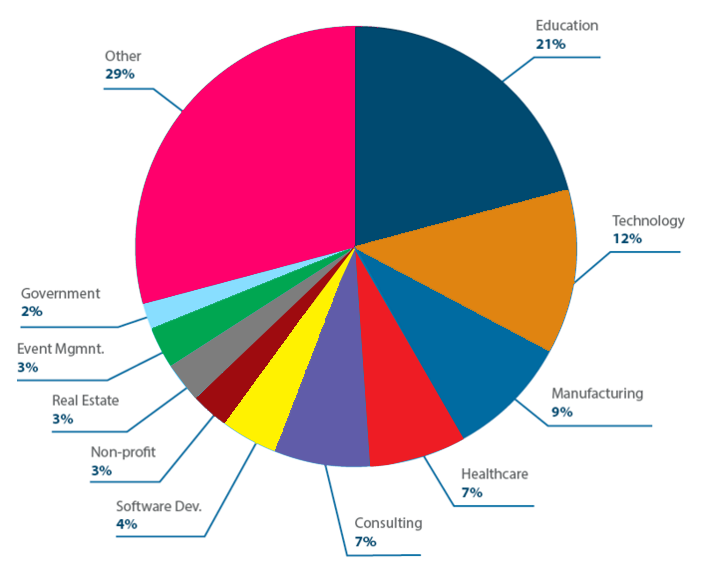 Education
21%
Technology
12%
Manufacturing
9%
Healthcare
7%
Consulting
7%
Software Dev.
4%
Non-profit
3%
Real Estate
3%
Event Mgmnt.
3%
Government
2%
Other
29%